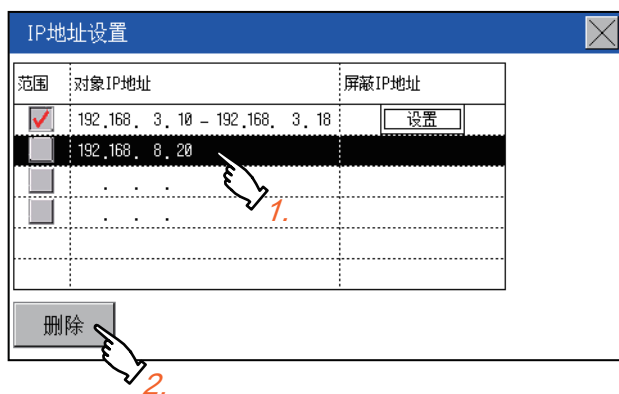 IP地址设置
范围 对象IP地址 屏蔽IP地址
192.168. 3. 10 - 192.168. 3. 18 设置
192.168. 8. 20
. . .
. . .
1.
删除
2.